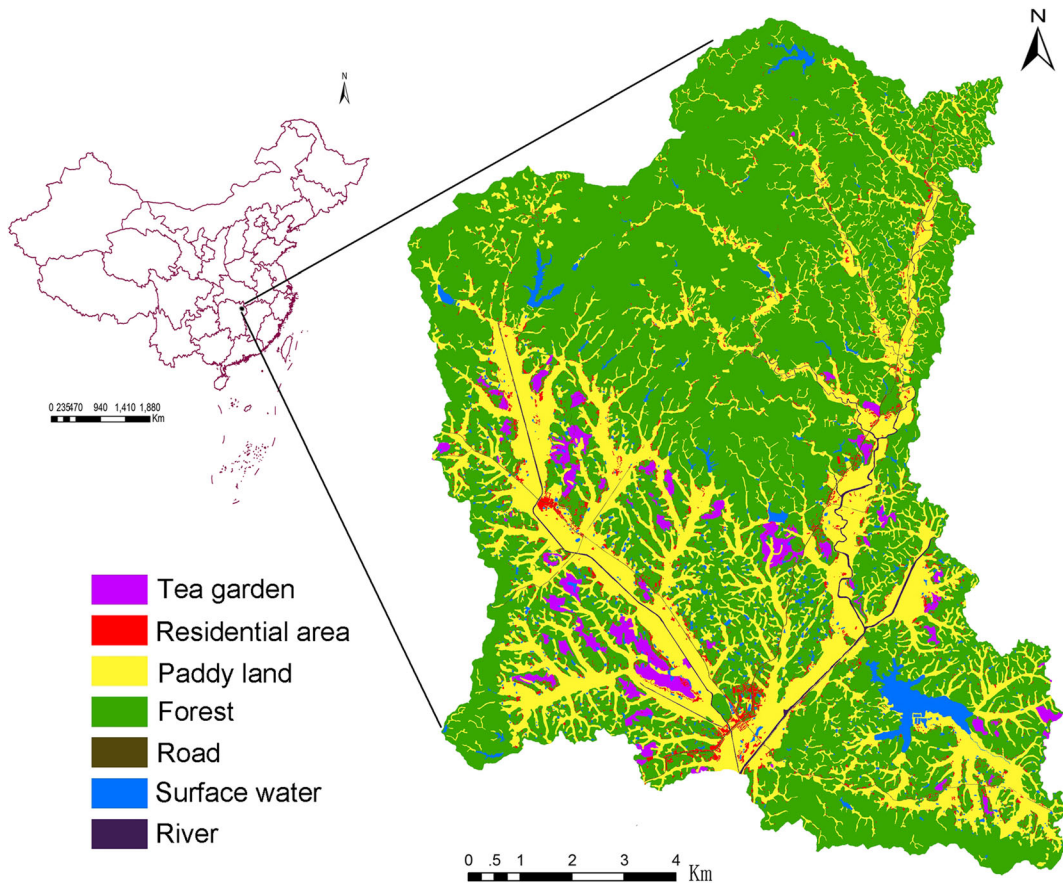 N
N
0 235470 940 1,410 1,880
Km
Tea garden
Residential area
Paddy land
Forest
Road
Surface water
River
0 .5 1 2 3 4
Km